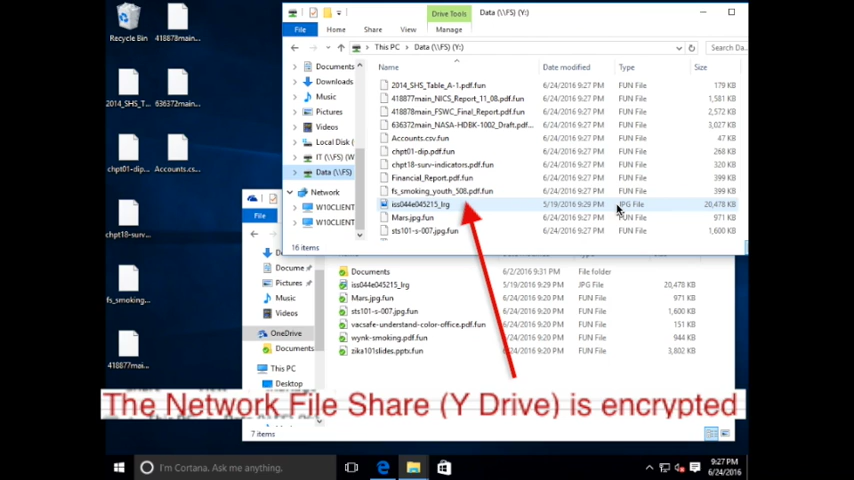 Drive Tools
Data (\\FS) (Y:)
File
Home
Share
View
Manage
This PC > Data (\\FS) (Y:)
Search Da...
Name
Date modified
Type
Size
Documents
Downloads
Music
Pictures
Videos
Local Disk (
IT (\\FS) (W
Data (\\FS)
Network
W10CLIENT
W10CLIENT
2014_SHS_Table_A-1.pdf.fun 6/24/2016 9:27 PM FUN File 179 KB
418877main_NICS_Report_11_08.pdf.fun 6/24/2016 9:27 PM FUN File 1,581 KB
418878main_FSWC_Final_Report.pdf.fun 6/24/2016 9:27 PM FUN File 2,572 KB
636372main_NASA-HDBK-1002_Draft.pdf... 6/24/2016 9:27 PM FUN File 3,027 KB
Accounts.csv.fun 6/24/2016 9:27 PM FUN File 47 KB
chpt01-dip.pdf.fun 6/24/2016 9:27 PM FUN File 268 KB
chpt18-surv-indicators.pdf.fun 6/24/2016 9:27 PM FUN File 320 KB
Financial_Report.pdf.fun 6/24/2016 9:27 PM FUN File 399 KB
fs_smoking_youth_508.pdf.fun 6/24/2016 9:27 PM FUN File 399 KB
iss044e045215_lrg 5/19/2016 9:29 PM JPG File 20,478 KB
Mars.jpg.fun 6/24/2016 9:27 PM FUN File 971 KB
sts101-s-007.jpg.fun 6/24/2016 9:27 PM FUN File 1,600 KB
16 items
Recycle Bin
418878main...
2014_SHS_T...
636372main...
chpt01-dip...
Accounts.cs...
chpt18-surv...
fs_smoking...
418877main...
File
Docume
Pictures
Music
Videos
OneDrive
Documents
This PC
Desktop
Documents 6/2/2016 9:31 PM File folder
iss044e045215_lrg 5/19/2016 9:29 PM JPG File 20,478 KB
Mars.jpg.fun 6/24/2016 9:20 PM FUN File 971 KB
sts101-s-007.jpg.fun 6/24/2016 9:20 PM FUN File 1,600 KB
vacsafe-understand-color-office.pdf.fun 6/24/2016 9:20 PM FUN File 151 KB
wynk-smoking.pdf.fun 6/24/2016 9:20 PM FUN File 338 KB
zika101slides.pptx.fun 6/24/2016 9:20 PM FUN File 3,802 KB
The Network File Share (Y Drive) is encrypted
7 items
I'm Cortana. Ask me anything.
9:27 PM
6/24/2016